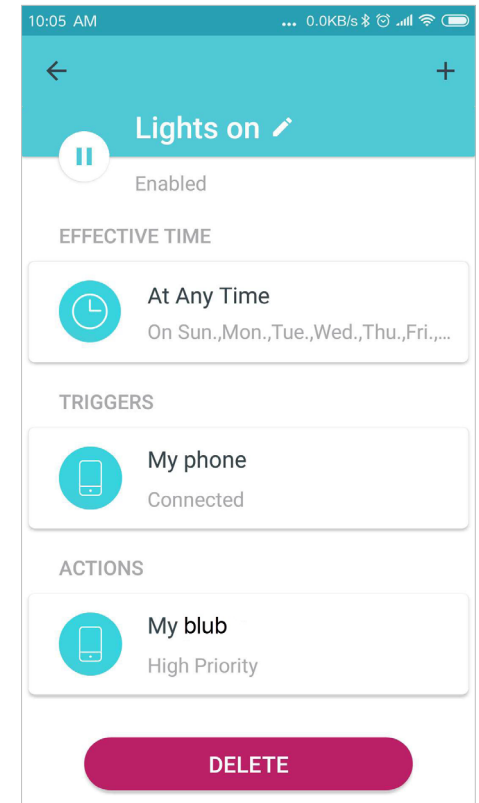 10:05 AM ... 0.0KB/s
Lights on
Enabled
EFFECTIVE TIME
At Any Time
On Sun.,Mon.,Tue.,Wed.,Thu.,Fri.,...
TRIGGERS
My phone
Connected
ACTIONS
My blub
High Priority
DELETE